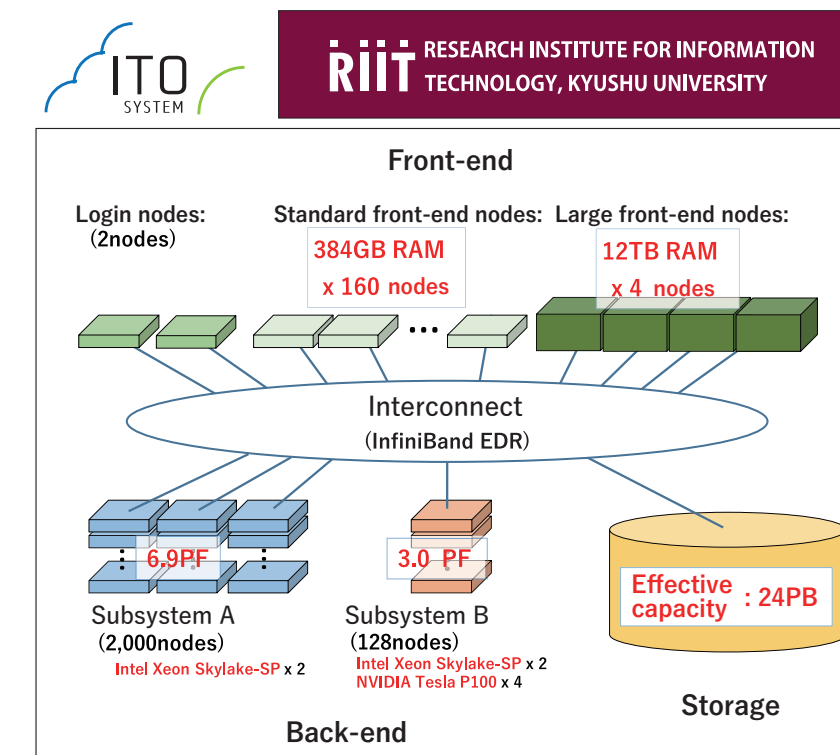 ITO
SYSTEM
RiiT
RESEARCH INSTITUTE FOR INFORMATION
TECHNOLOGY, KYUSHU UNIVERSITY
Front-end
Login nodes:
(2nodes)
Standard front-end nodes:
384GB RAM
x 160 nodes
Large front-end nodes:
12TB RAM
x 4 nodes
Interconnect
(InfiniBand EDR)
6.9PF
Subsystem A
(2,000nodes)
Intel Xeon Skylake-SP x 2
3.0 PF
Subsystem B
(128nodes)
Intel Xeon Skylake-SP x 2
NVIDIA Tesla P100 x 4
Effective
capacity : 24PB
Storage
Back-end